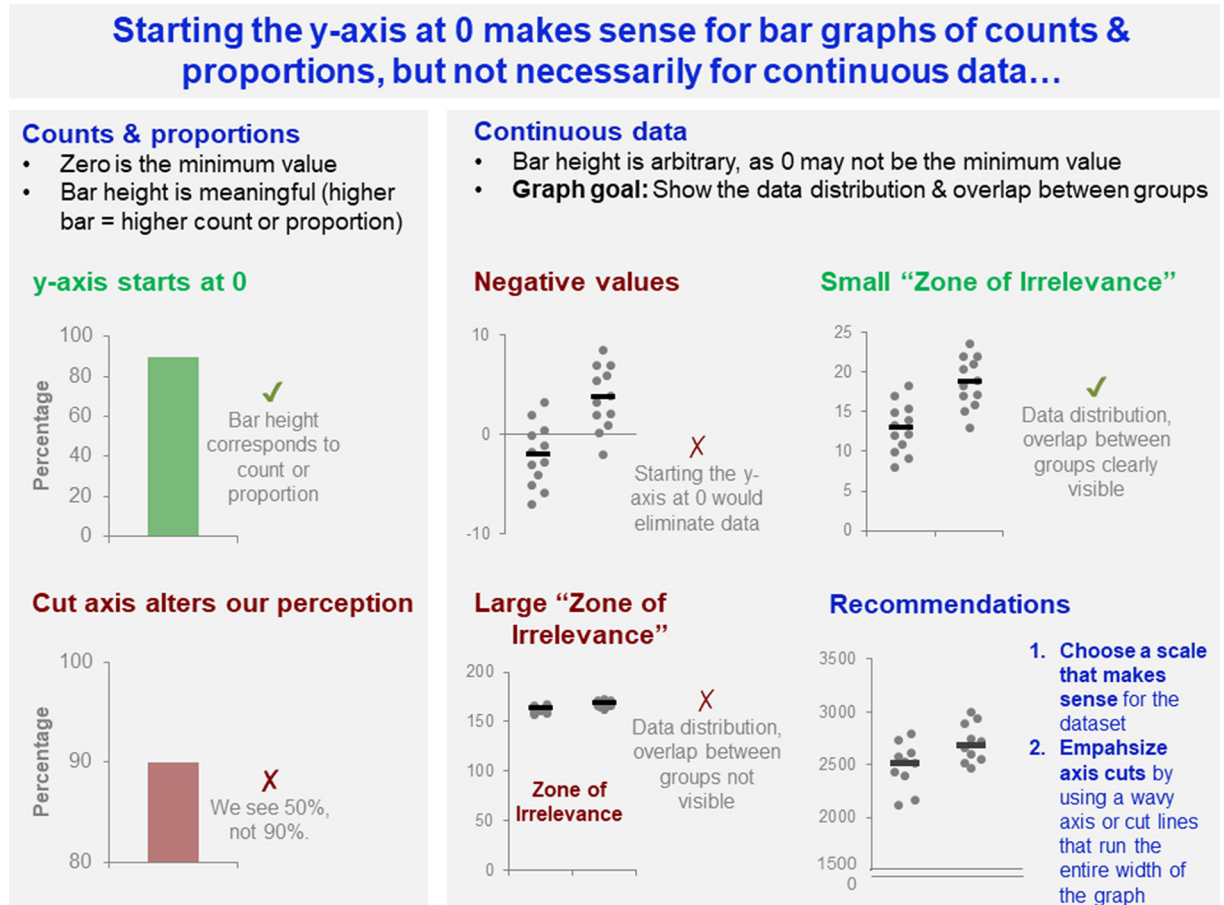 Starting the y-axis at 0 makes sense for bar graphs of counts &
proportions, but not necessarily for continuous data…
Counts & proportions
• Zero is the minimum value
• Bar height is meaningful (higher
bar = higher count or proportion)
y-axis starts at 0
Percentage
100
80
60
40
20
0
✓
Bar height
corresponds to
count or
proportion
Cut axis alters our perception
Percentage
100
90
80
✗
We see 50%,
not 90%.
Continuous data
• Bar height is arbitrary, as 0 may not be the minimum value
• Graph goal: Show the data distribution & overlap between groups
Negative values
10
0
-10
✗
Starting the y-
axis at 0 would
eliminate data
Small “Zone of Irrelevance”
25
20
15
10
5
0
✓
Data distribution,
overlap between
groups clearly
visible
Large “Zone of
Irrelevance”
200
150
100
50
0
Zone of
Irrelevance
✗
Data distribution,
overlap between
groups not
visible
Recommendations
3500
3000
2500
2000
1500
0
1. Choose a scale
that makes
sense for the
dataset
2. Empahsize
axis cuts by
using a wavy
axis or cut lines
that run the
entire width of
the graph